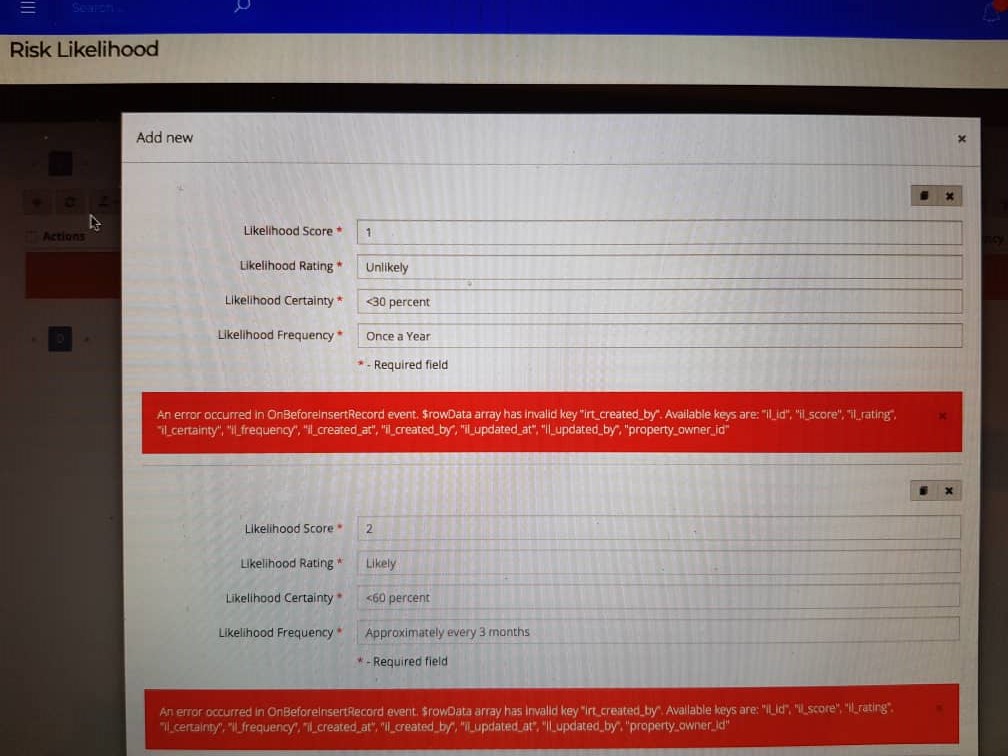 Search...
Risk Likelihood
Add new
Actions
Likelihood Score *
1
Likelihood Rating *
Unlikely
Likelihood Certainty *
<30 percent
Likelihood Frequency *
Once a Year
* - Required field
An error occurred in OnBeforeInsertRecord event. $rowData array has invalid key "irt_created_by". Available keys are: "il_id", "il_score", "il_rating",
"il_certainty", "il_frequency", "il_created_at", "il_created_by", "il_updated_at", "il_updated_by", "property_owner_id"
Likelihood Score *
2
Likelihood Rating *
Likely
Likelihood Certainty *
<60 percent
Likelihood Frequency *
Approximately every 3 months
* - Required field
An error occurred in OnBeforeInsertRecord event. $rowData array has invalid key "irt_created_by". Available keys are: "il_id", "il_score", "il_rating",
"il_certainty", "il_frequency", "il_created_at", "il_created_by", "il_updated_at", "il_updated_by", "property_owner_id"